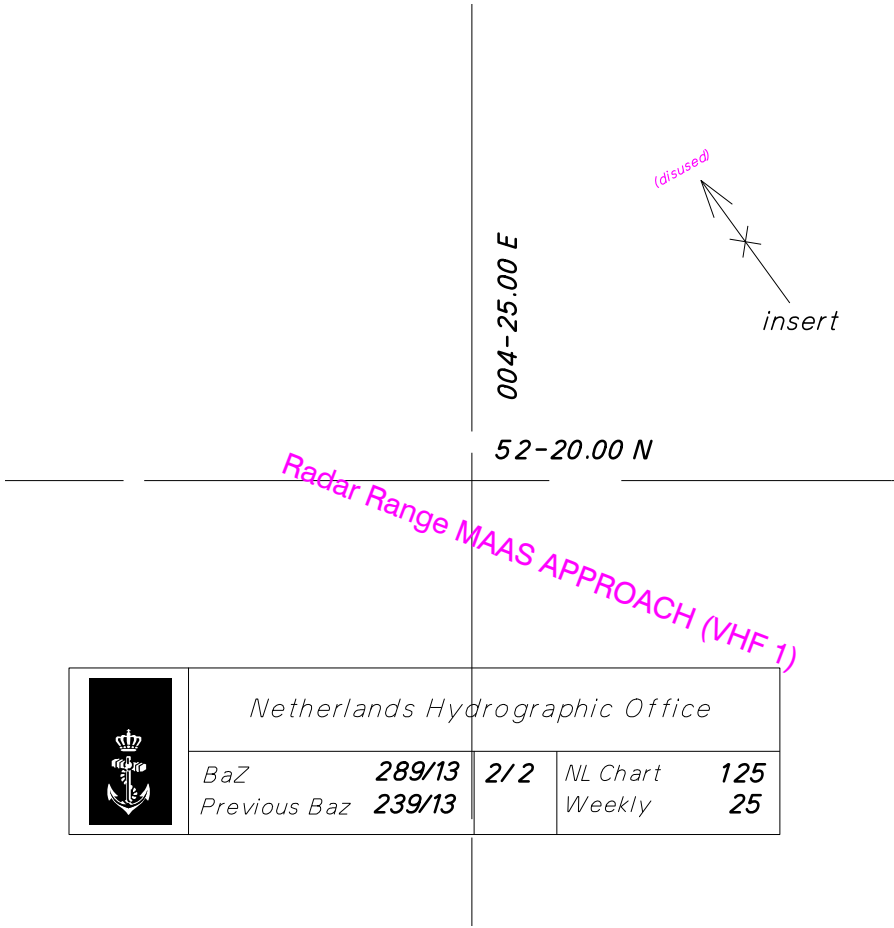 (disused)
004-25.00 E
insert
52-20.00 N
Radar Range MAAS APPROACH (VHF 1)
Netherlands Hydrographic Office
BaZ 289/13 2/2 NL Chart 125
Previous Baz 239/13 Weekly 25